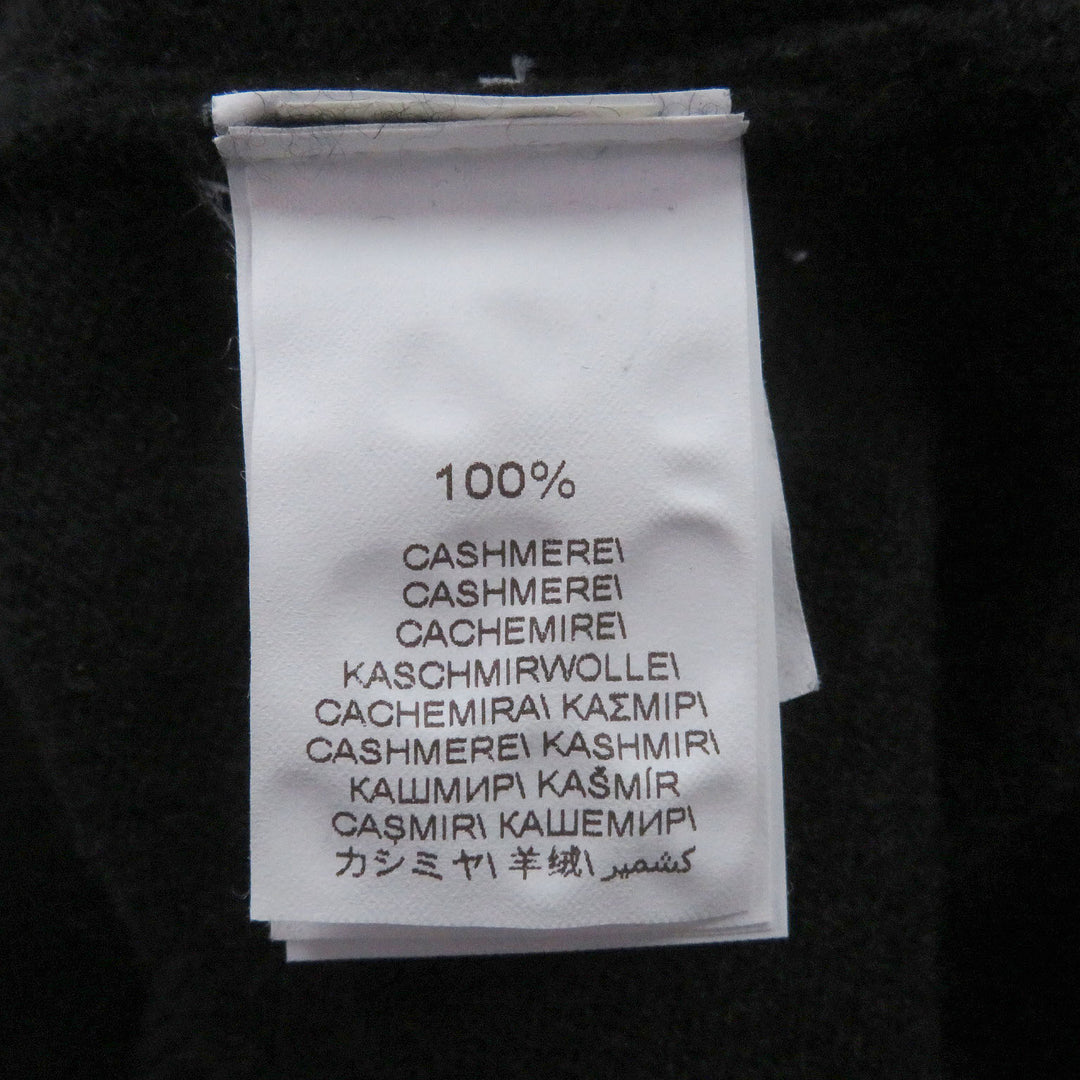 100%
CASHMERE\
CASHMERE\
CACHEMIRE\
KASCHMIRWOLLE\
CACHEMIRA\ ΚΑΣΜΙΡ\
CASHMERE\ KASHMIR\
КАШМИР\ KAŠMÍR
CAŞMIR\ КАШЕМИР\
カシミヤ\ 羊绒\ كشمير